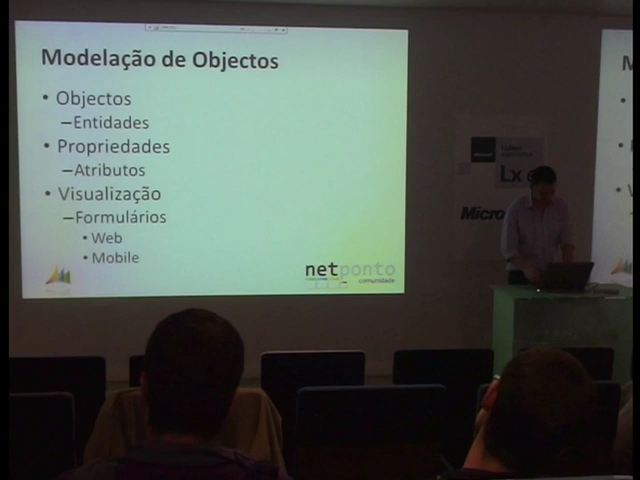 Modelação de Objectos
• Objectos
–Entidades
• Propriedades
–Atributos
• Visualização
–Formulários
• Web
• Mobile
netponto
comunidade
Lx
Micro